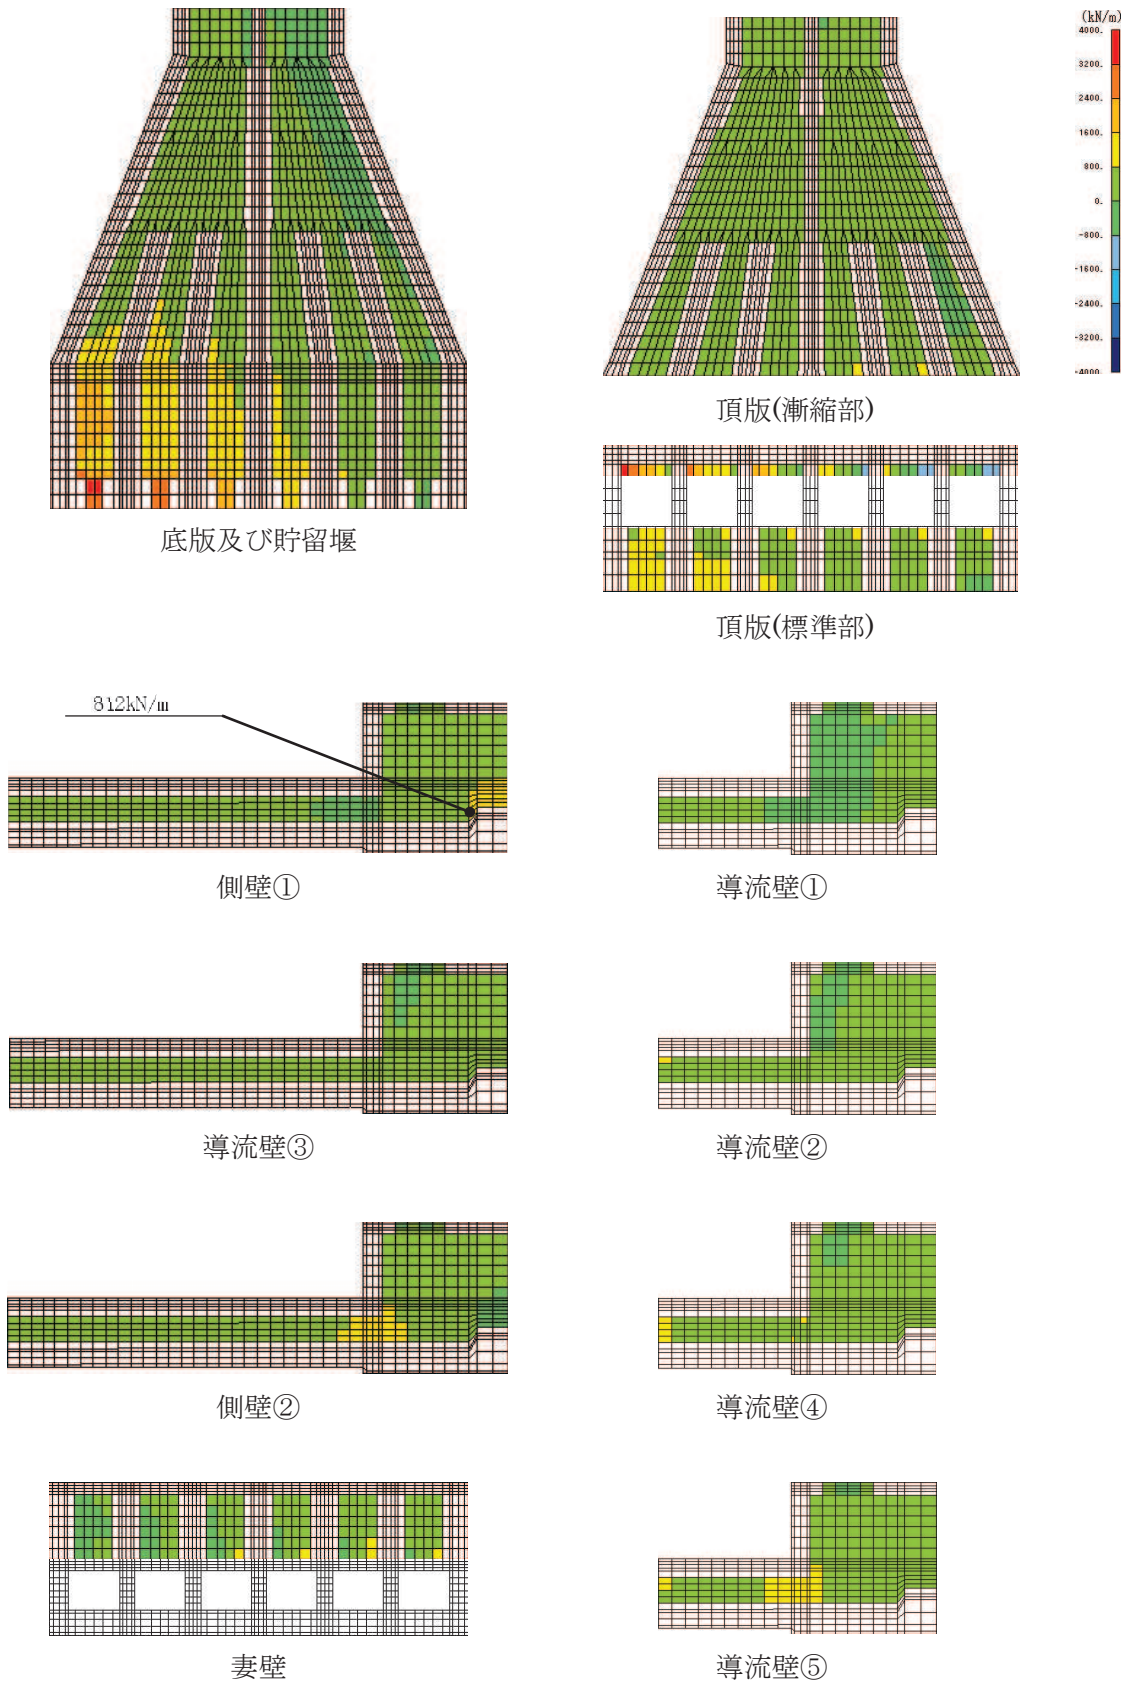 (kN/m)
4000.
3200.
2400.
1600.
800.
0.
-800.
-1600.
-2400.
-3200.
-4000.
底版及び貯留堰
頂版(漸縮部)
頂版(標準部)
812kN/m
側壁①
導流壁①
導流壁③
導流壁②
側壁②
導流壁④
妻壁
導流壁⑤